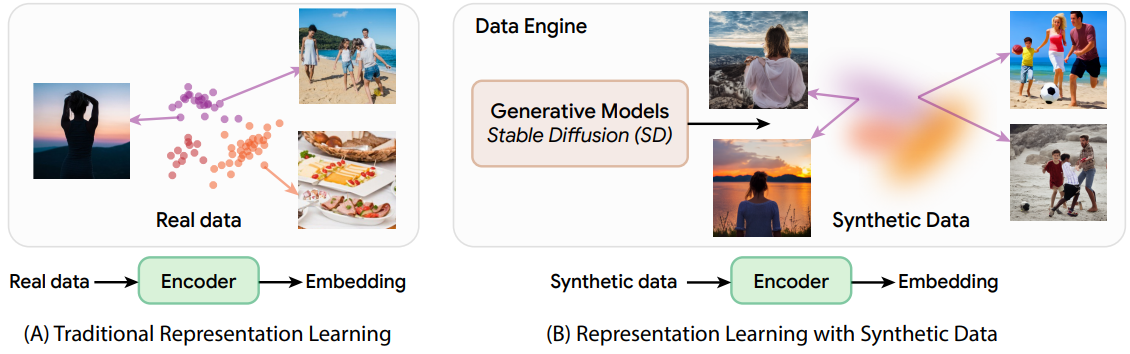 Real data
Real data
Encoder
Embedding
(A) Traditional Representation Learning
Data Engine
Generative Models
Stable Diffusion (SD)
Synthetic Data
Synthetic data
Encoder
Embedding
(B) Representation Learning with Synthetic Data